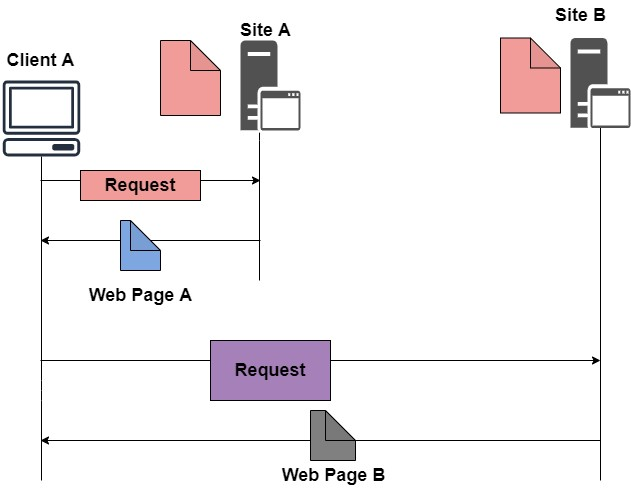 Site B
Site A
Client A
Request
Web Page A
Request
Web Page B